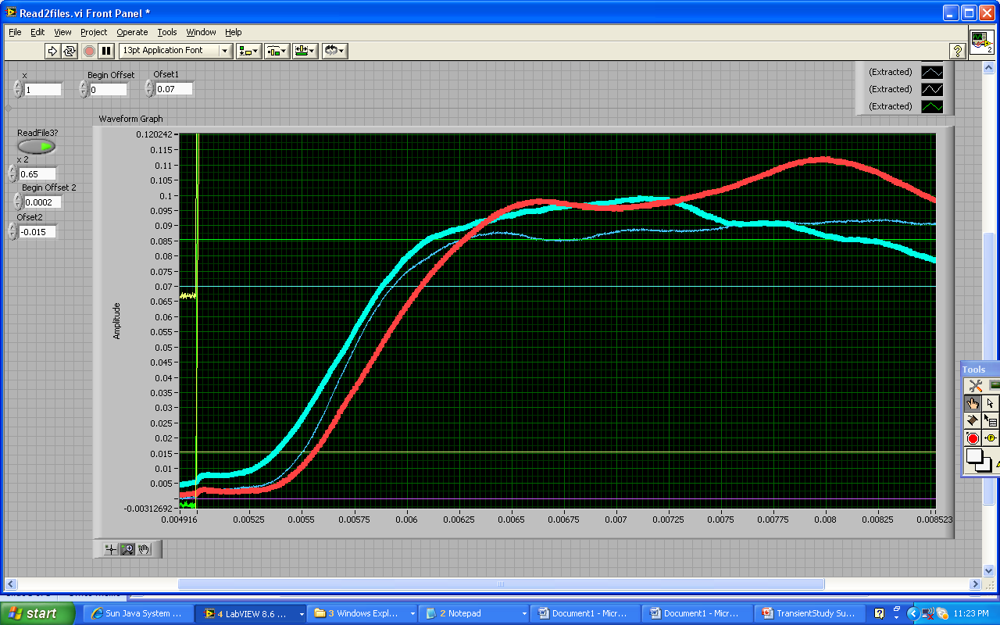 Read2files.vi Front Panel *
File Edit View Project Operate Tools Window Help
13pt Application Font
2
x Begin Offset Ofset1
1 0 0.07
(Extracted)
(Extracted)
(Extracted)
Waveform Graph
ReadFile3?
x 2
0.65
Begin Offset 2
0.0002
Ofset2
-0.015
Amplitude
0.120242
0.115
0.11
0.105
0.1
0.095
0.09
0.085
0.08
0.075
0.07
0.065
0.06
0.055
0.05
0.045
0.04
0.035
0.03
0.025
0.02
0.015
0.01
0.005
-0.00312692
0.004916 0.00525 0.0055 0.00575 0.006 0.00625 0.0065 0.00675 0.007 0.00725 0.0075 0.00775 0.008 0.00825 0.008523
Tools
start Sun Java System ... 4 LabVIEW 8.6 ... 3 Windows Expl... 2 Notepad Document1 - Micr... Document1 - Micr... TransientStudy Su... 11:23 PM